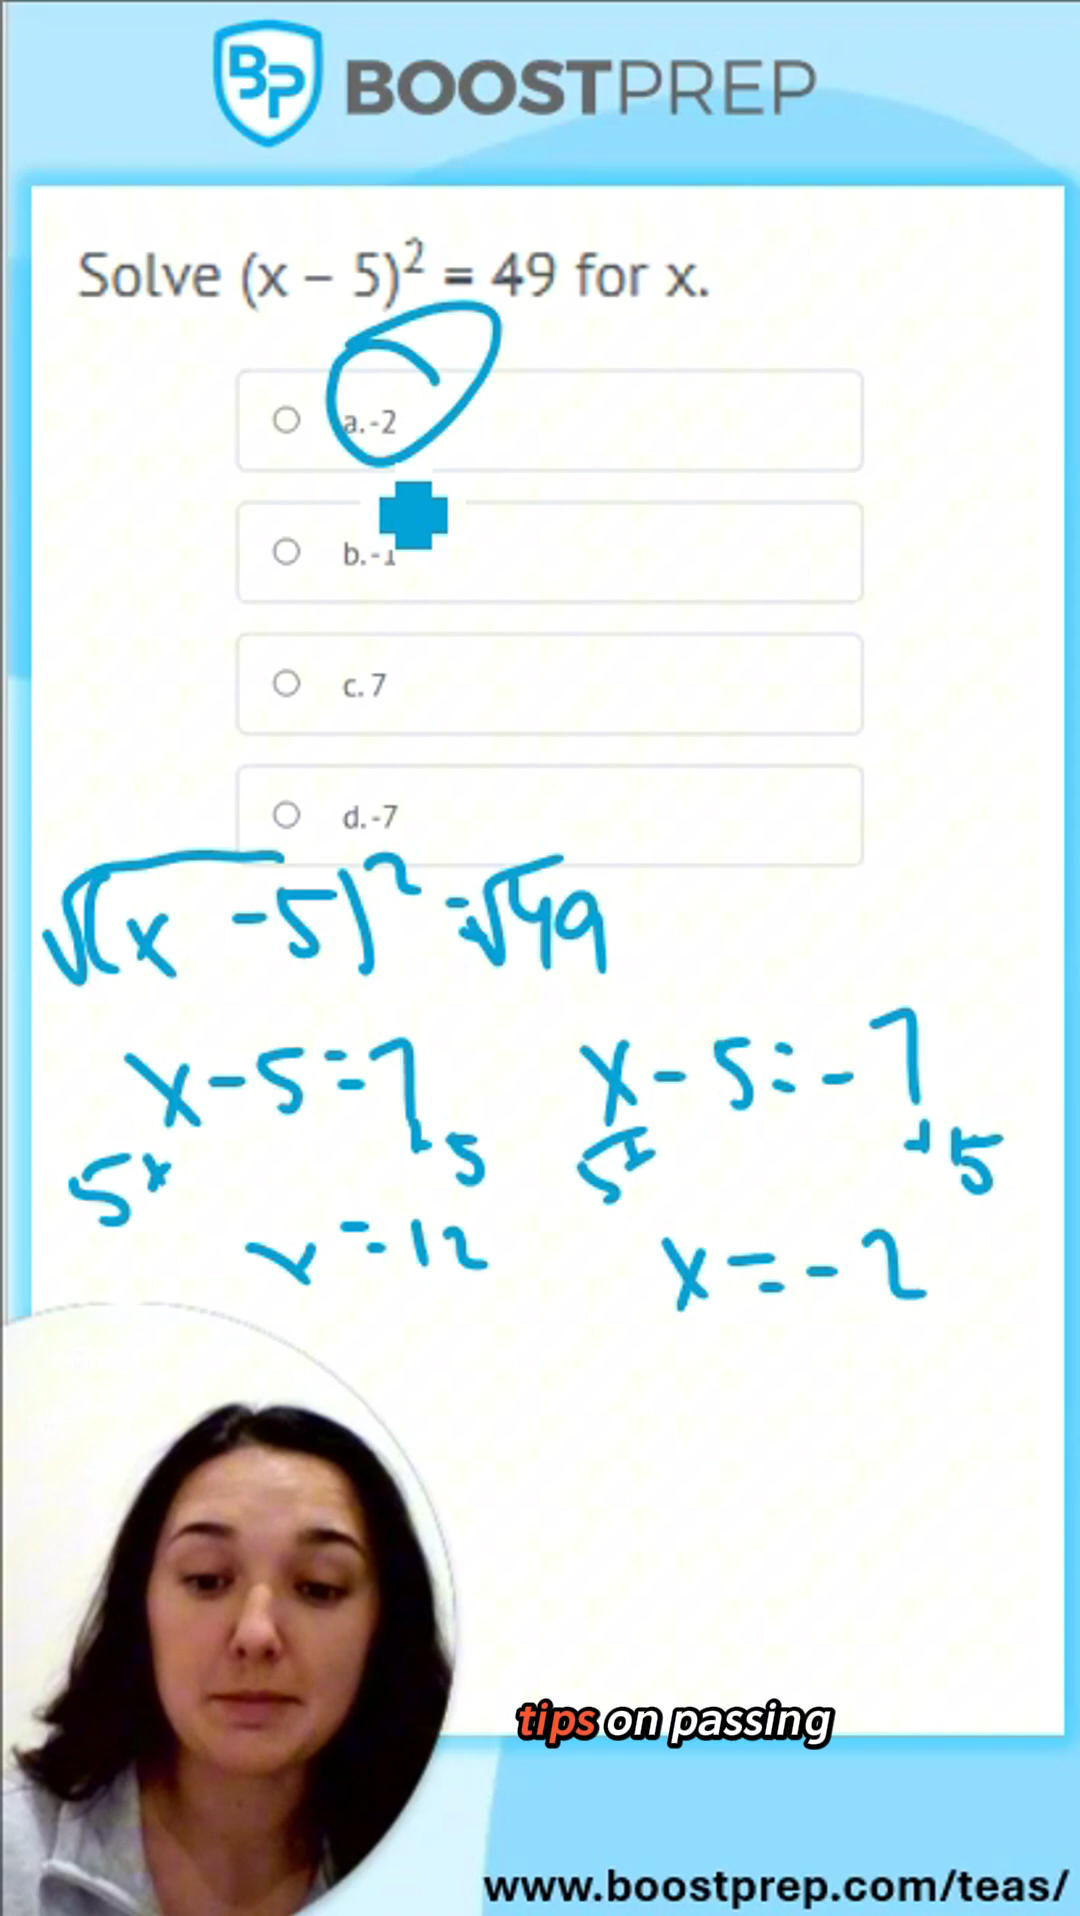 BP BOOSTPREP
Solve (x – 5)² = 49 for x.
a. -2
b. -1
c. 7
d. -7
√(x - 5)² = √49
x - 5 = 7
x - 5 = - 7
5+ +5
5+ +5
x = 12
x = - 2
tips on passing
www.boostprep.com/teas/